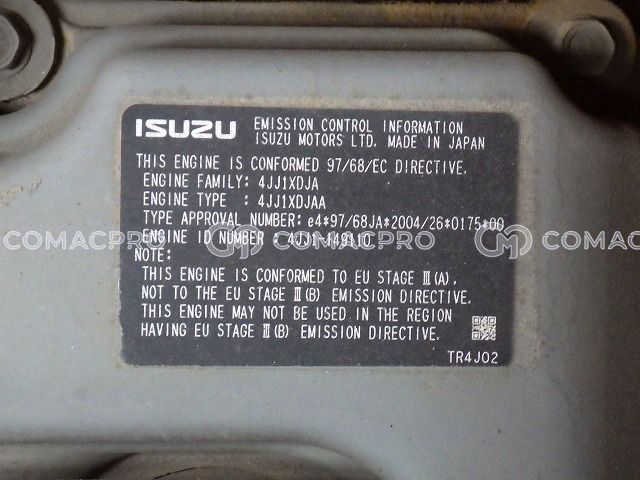 ISUZU EMISSION CONTROL INFORMATION
ISUZU MOTORS LTD. MADE IN JAPAN
THIS ENGINE IS CONFORMED 97/68/EC DIRECTIVE.
ENGINE FAMILY: 4JJ1XDJA
ENGINE TYPE : 4JJ1XDJAA
TYPE APPROVAL NUMBER: e4*97/68JA*2004/26*0175*00
ENGINE ID NUMBER :
NOTE:
THIS ENGINE IS CONFORMED TO EU STAGE Ⅲ(A),
NOT TO THE EU STAGE Ⅲ(B) EMISSION DIRECTIVE.
THIS ENGINE MAY NOT BE USED IN THE REGION
HAVING EU STAGE Ⅲ(B) EMISSION DIRECTIVE.
TR4J02
COMACPRO COMACPRO COMACPRO